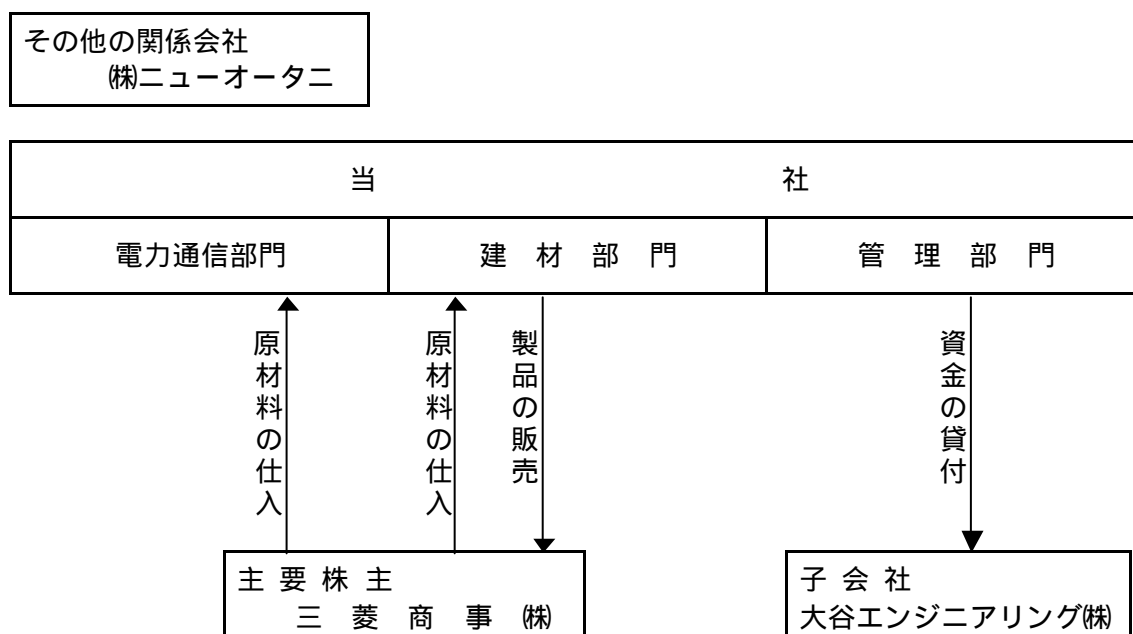 その他の関係会社
㈱ニューオータニ
当 社
電力通信部門
建 材 部 門
管 理 部 門
原材料の仕入
原材料の仕入
製品の販売
資金の貸付
主 要 株 主
三 菱 商 事 ㈱
子 会 社
大谷エンジニアリング㈱